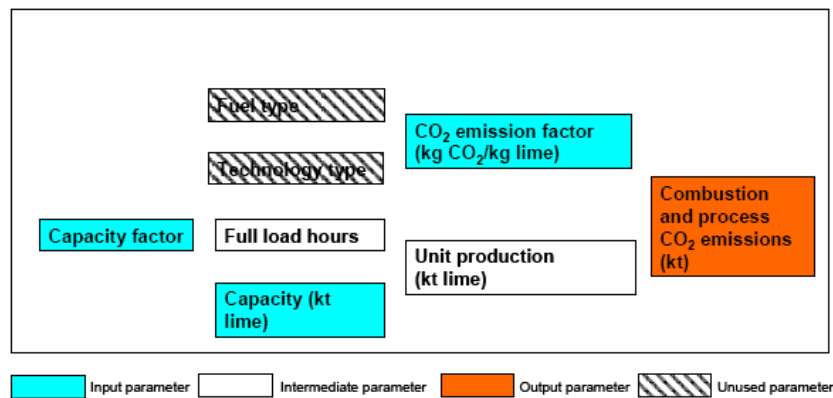 Fuel type
CO₂ emission factor
(kg CO₂/kg lime)
Technology type
Combustion
and process
CO₂ emissions
(kt)
Capacity factor
Full load hours
Unit production
(kt lime)
Capacity (kt
lime)
Input parameter
Intermediate parameter
Output parameter
Unused parameter